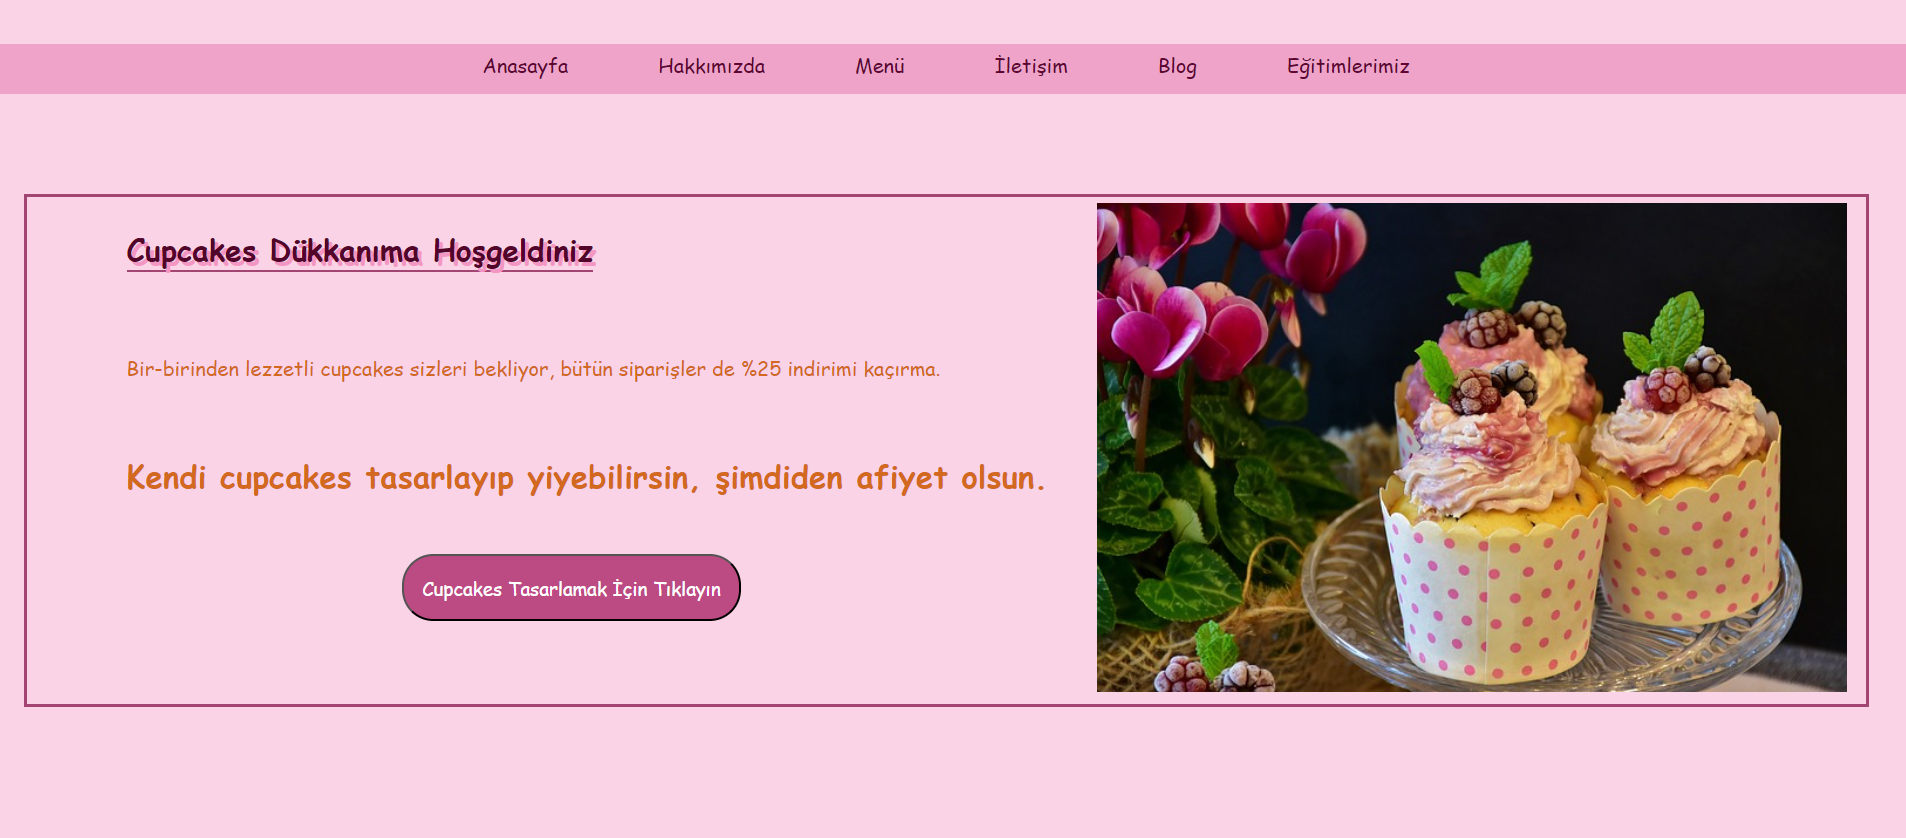 Anasayfa Hakkımızda Menü İletişim Blog Eğitimlerimiz
Cupcakes Dükkanıma Hoşgeldiniz
Bir-birinden lezzetli cupcakes sizleri bekliyor, bütün siparişler de %25 indirimi kaçırma.
Kendi cupcakes tasarlayıp yiyebilirsin, şimdiden afiyet olsun.
Cupcakes Tasarlamak İçin Tıklayın